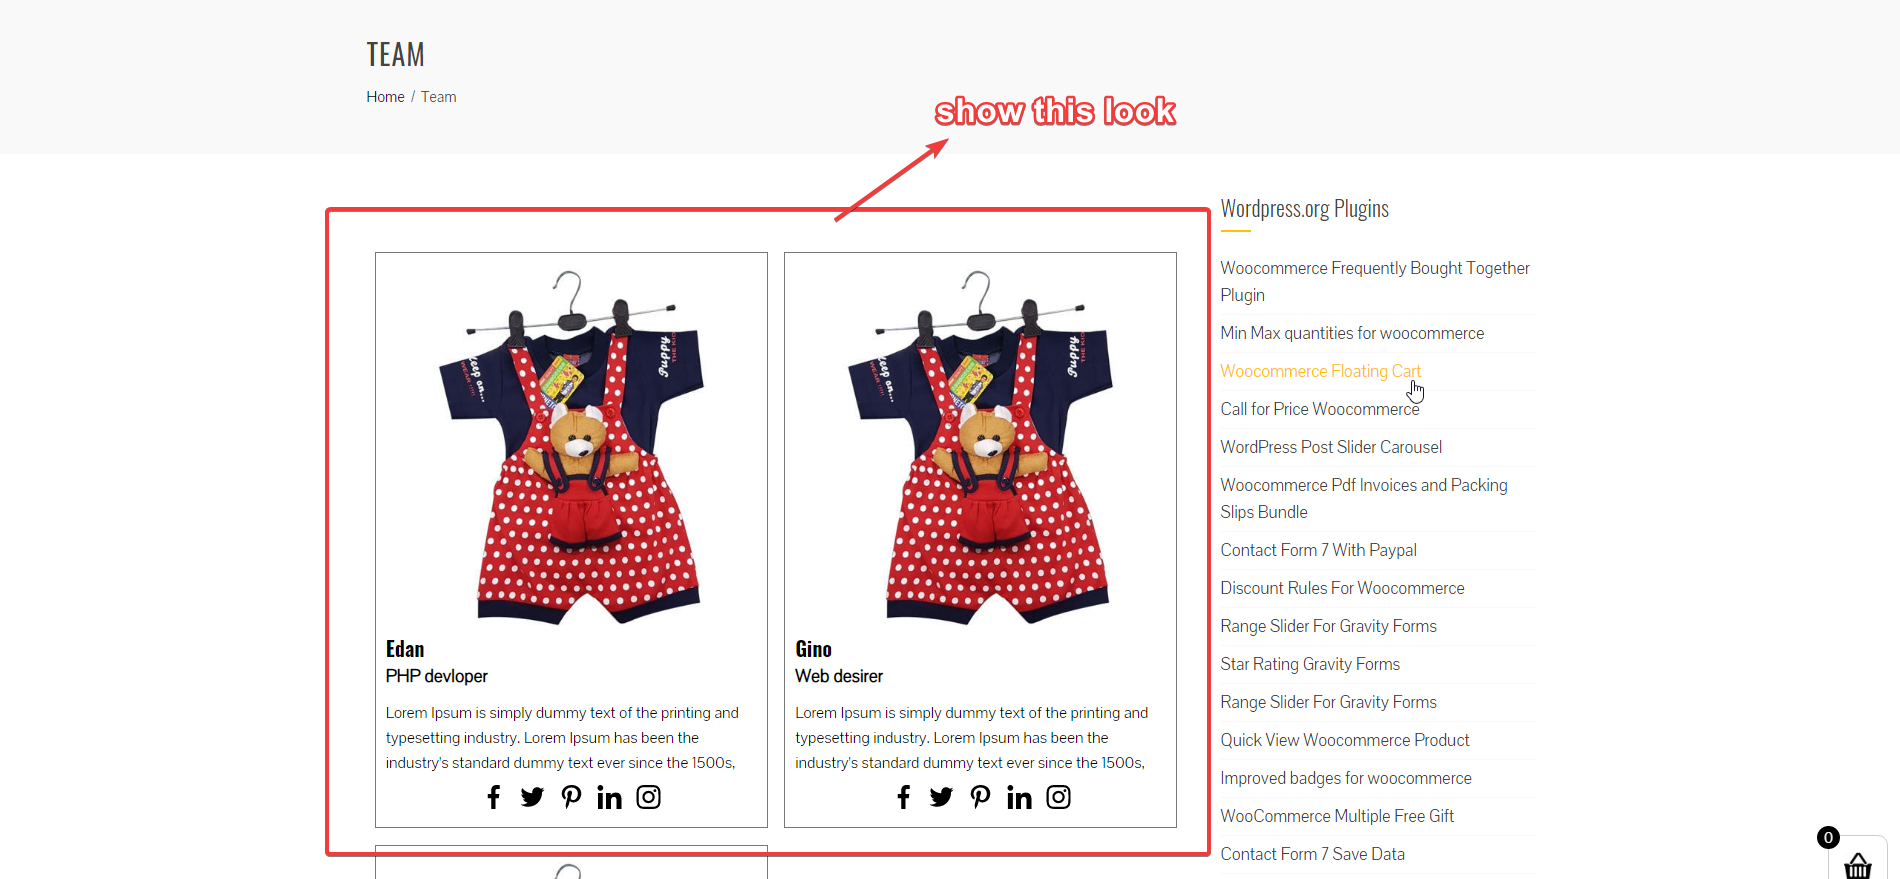 TEAM
Home / Team
show this look
Edan
PHP devloper
Lorem Ipsum is simply dummy text of the printing and
typesetting industry. Lorem Ipsum has been the
industry's standard dummy text ever since the 1500s,
Gino
Web desirer
Lorem Ipsum is simply dummy text of the printing and
typesetting industry. Lorem Ipsum has been the
industry's standard dummy text ever since the 1500s,
Wordpress.org Plugins
Woocommerce Frequently Bought Together
Plugin
Min Max quantities for woocommerce
Woocommerce Floating Cart
Call for Price Woocommerce
WordPress Post Slider Carousel
Woocommerce Pdf Invoices and Packing
Slips Bundle
Contact Form 7 With Paypal
Discount Rules For Woocommerce
Range Slider For Gravity Forms
Star Rating Gravity Forms
Range Slider For Gravity Forms
Quick View Woocommerce Product
Improved badges for woocommerce
WooCommerce Multiple Free Gift
Contact Form 7 Save Data
0
Puppy
Puppy